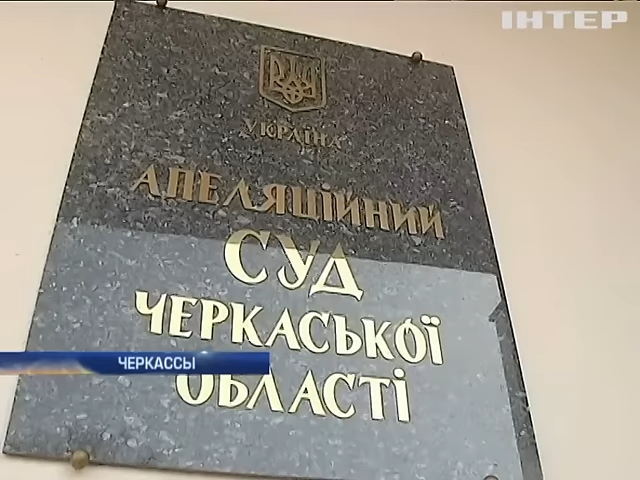 ІНТЕР
УКРАЇНА
АПЕЛЯЦІЙНИЙ
СУД
ЧЕРКАСЬКОЇ
ЧЕРКАССЫ
ОБЛАСТІ